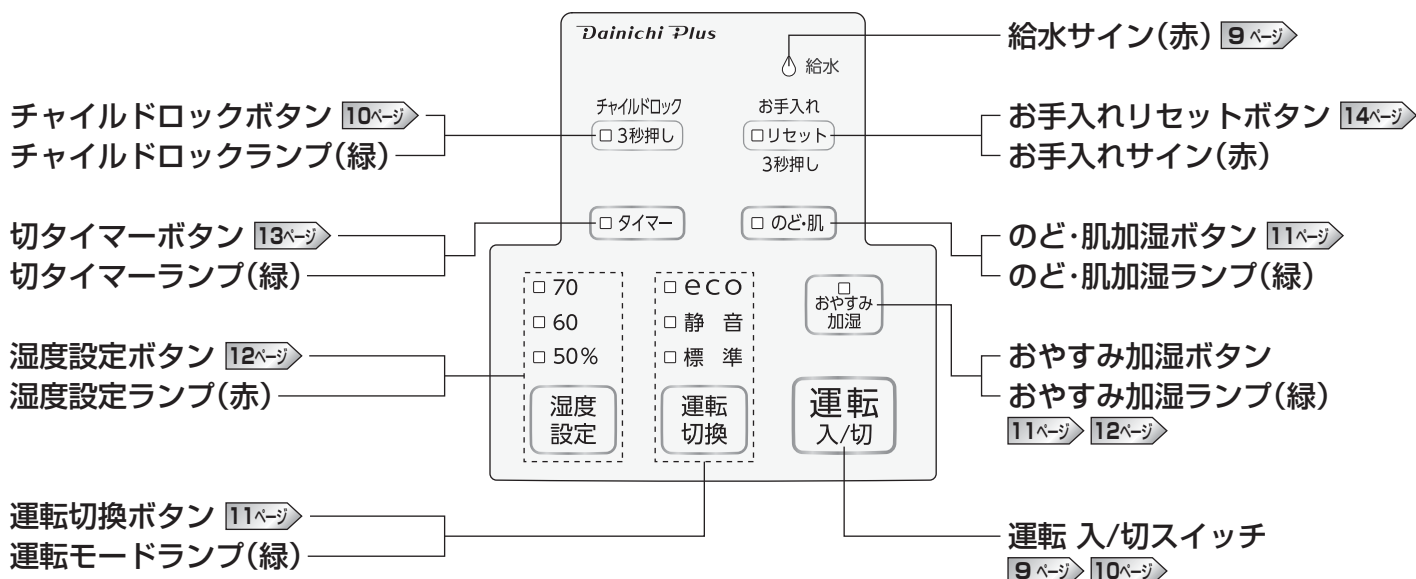 Dainichi Plus
給水
チャイルドロック
3秒押し
お手入れ
リセット
3秒押し
タイマー
のど・肌
70
60
50%
湿度
設定
eco
静 音
標 準
運転
切換
おやすみ
加湿
運転
入/切
チャイルドロックボタン 10ページ
チャイルドロックランプ(緑)
切タイマーボタン 13ページ
切タイマーランプ(緑)
湿度設定ボタン 12ページ
湿度設定ランプ(赤)
運転切換ボタン 11ページ
運転モードランプ(緑)
給水サイン(赤) 9ページ
お手入れリセットボタン 14ページ
お手入れサイン(赤)
のど・肌加湿ボタン 11ページ
のど・肌加湿ランプ(緑)
おやすみ加湿ボタン
おやすみ加湿ランプ(緑)
11ページ 12ページ
運転 入/切スイッチ
9ページ 10ページ